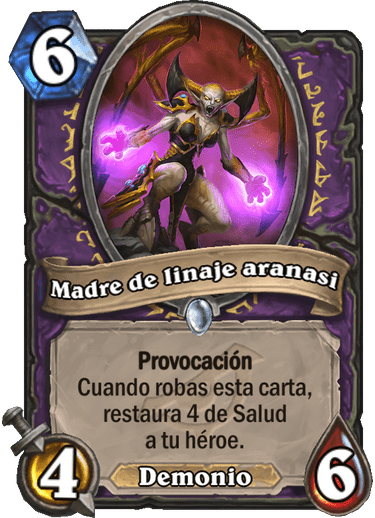 6
Madre de linaje aranasi
Provocación
Cuando robas esta carta,
restaura 4 de Salud
a tu héroe.
4
Demonio
6